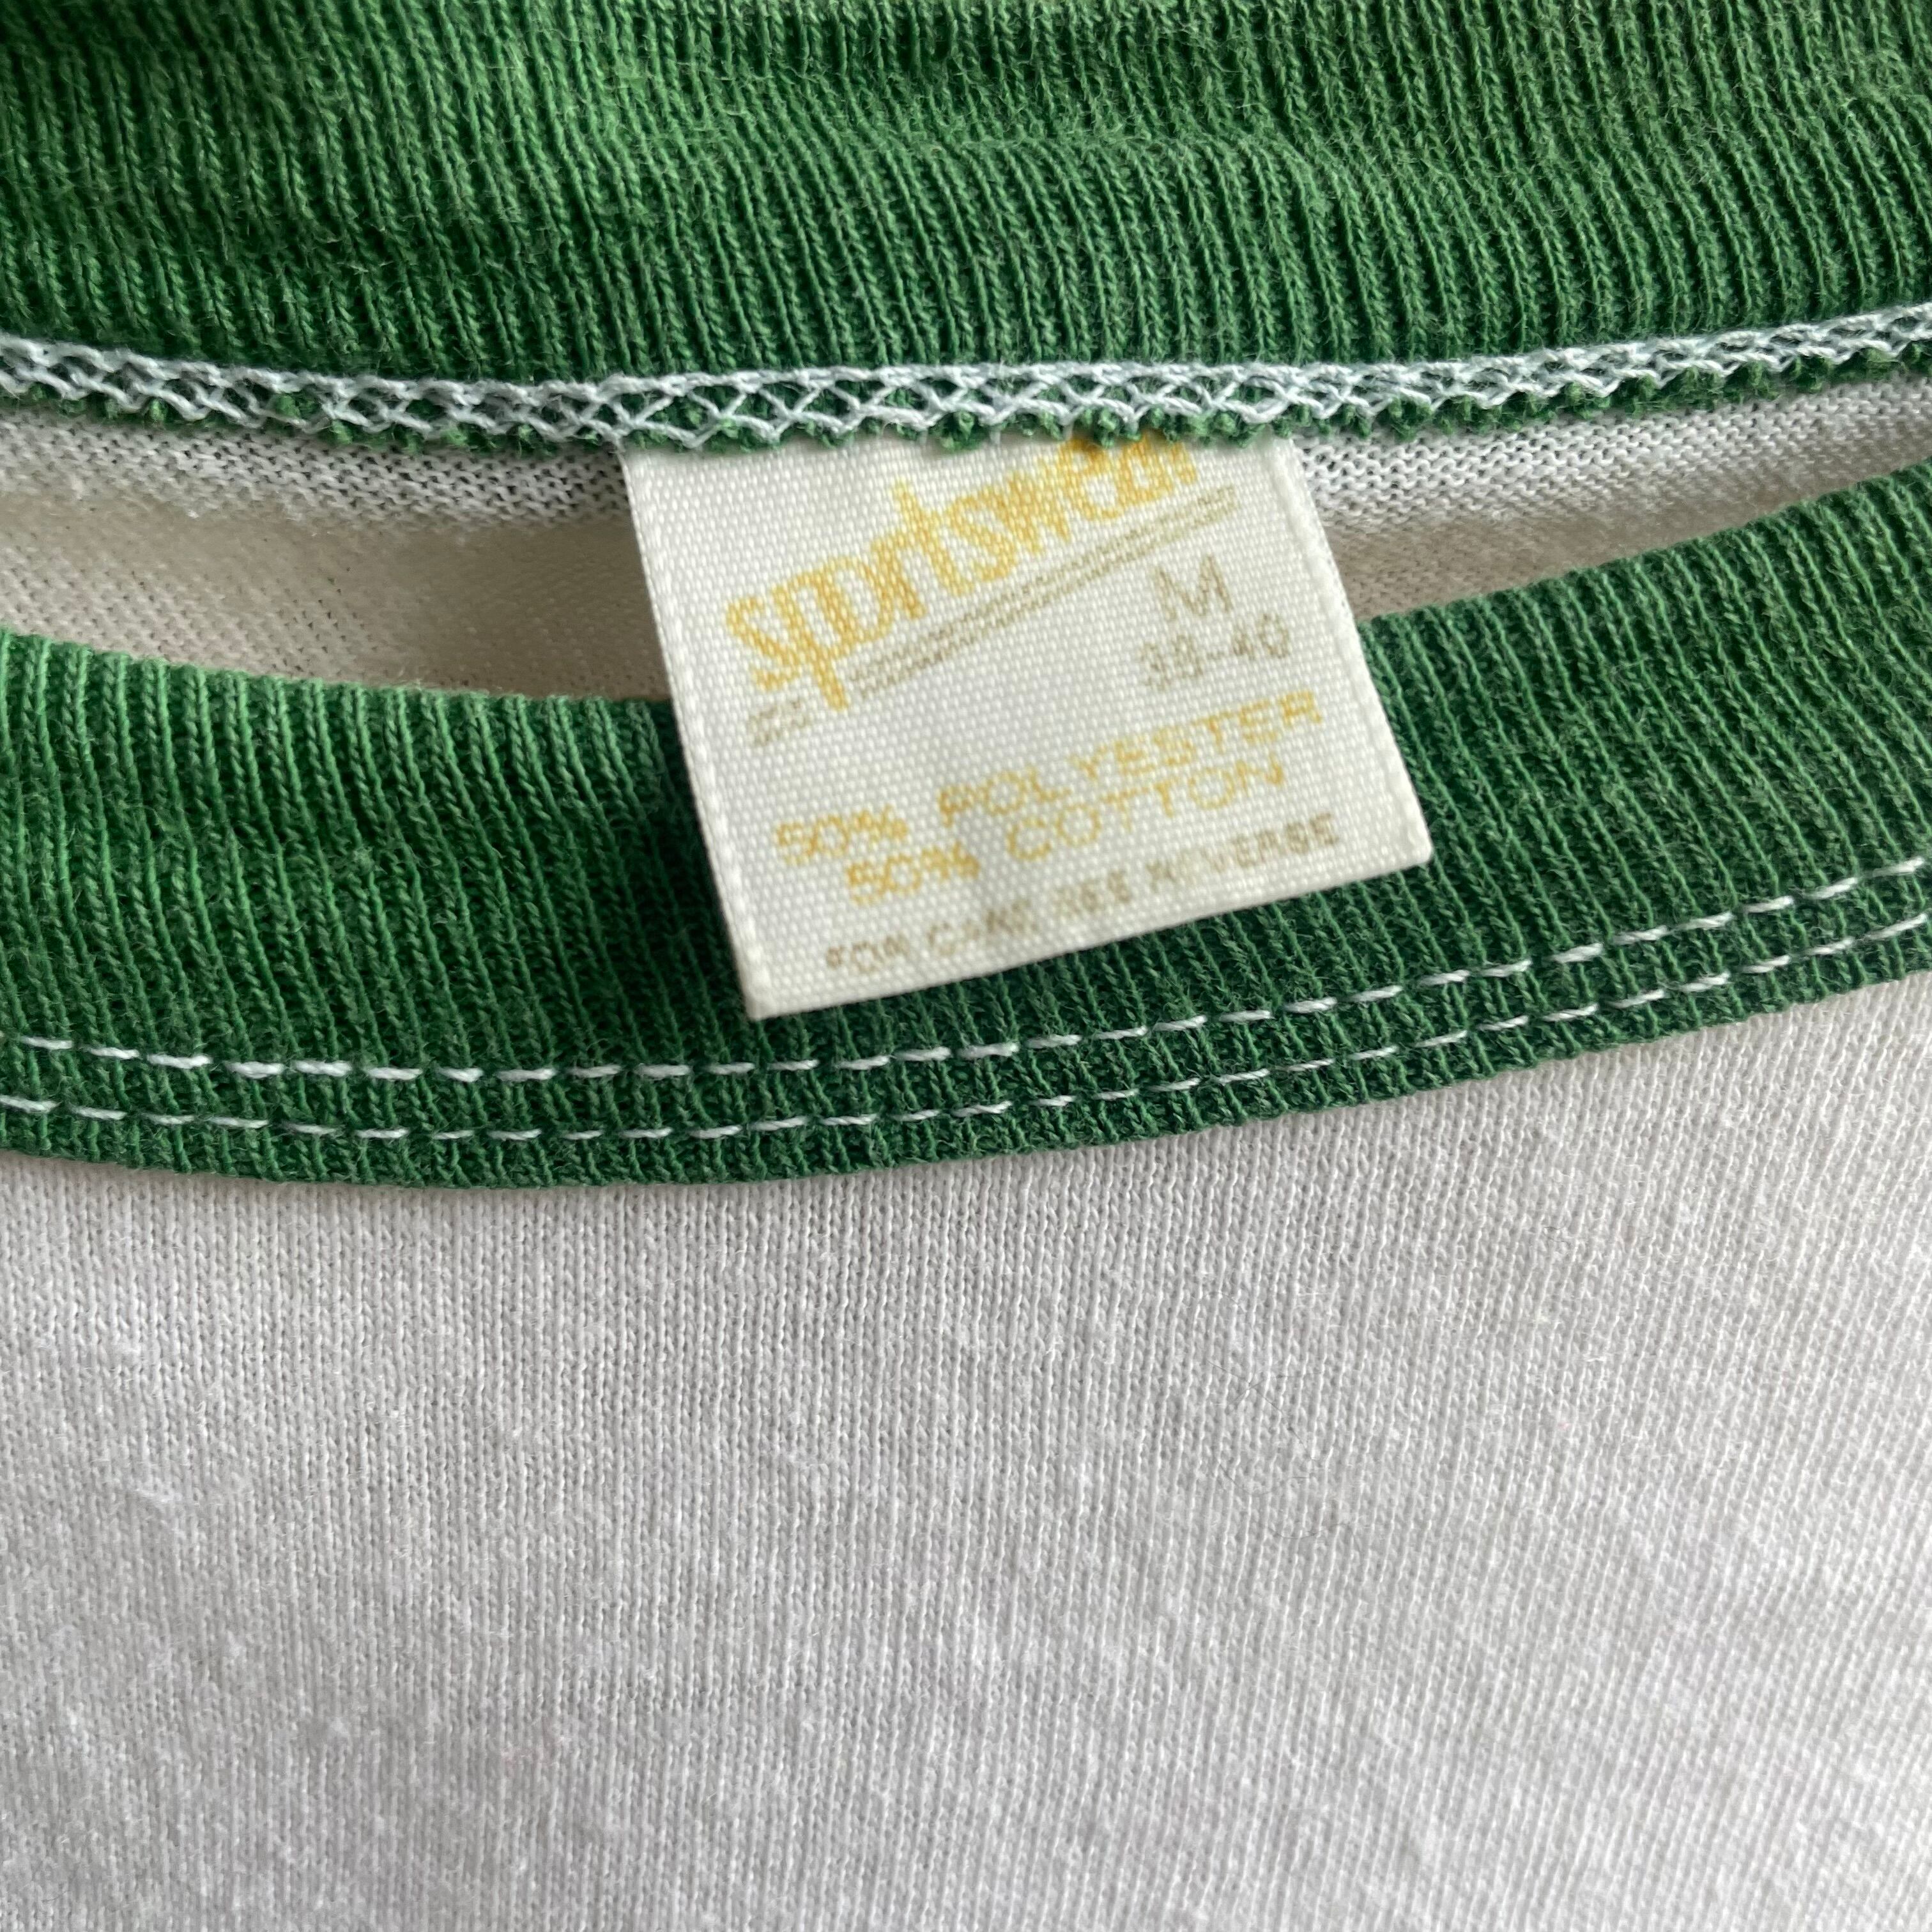 sportswear
M
38-40
50% POLYESTER
50% COTTON
FOR CARE SEE REVERSE